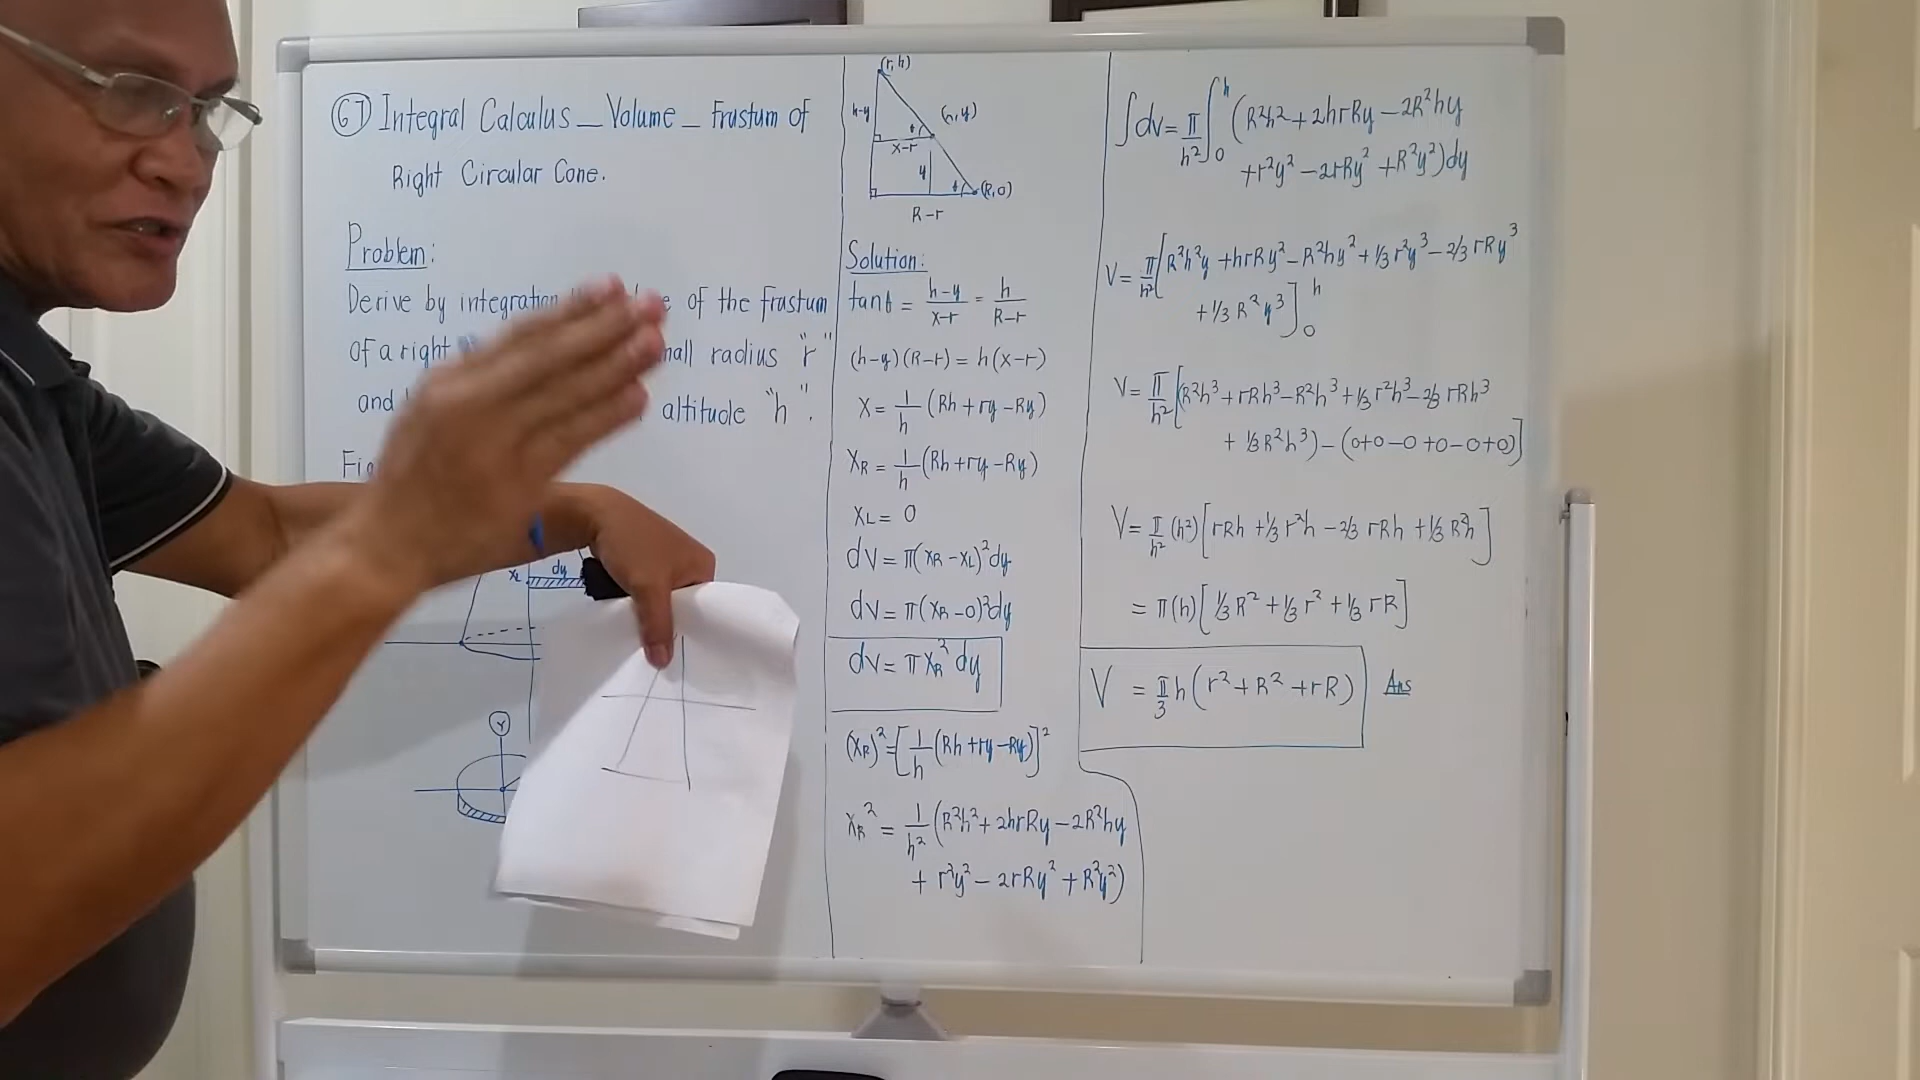 67 Integral Calculus _ Volume _ Frustum of
Right Circular Cone.
Problem:
Derive by integration of the frustum
of a right radius "r"
and altitude "h".
XL dy
Y
(r, h)
h-y
θ (x, y)
x-r
y
θ (R, 0)
R-r
Solution:
tanθ = h-y/x-r = h/R-r
(h-y)(R-r) = h(x-r)
X = 1/h (Rh + ry - Ry)
XR = 1/h (Rh + ry - Ry)
XL = 0
dv = π(XR - XL)²dy
dv = π(XR - 0)²dy
dv = π XR² dy
(XR)² = [1/h (Rh + ry - Ry)]²
XR² = 1/h² (R²h² + 2hrRy - 2R²hy
+ r²y² - 2rRy² + R²y²)
∫dv = π/h² ∫₀ʰ (R²h² + 2hrRy - 2R²hy
+ r²y² - 2rRy² + R²y²)dy
V = π/h² [R²h²y + hrRy² - R²hy² + 1/3 r²y³ - 2/3 rRy³
+ 1/3 R²y³]₀ʰ
V = π/h² [(R²h³ + rRh³ - R²h³ + 1/3 r²h³ - 2/3 rRh³
+ 1/3 R²h³) - (0+0-0+0-0+0)]
V = π/h² (h²) [rRh + 1/3 r²h - 2/3 rRh + 1/3 R²h]
= π(h) [1/3 R² + 1/3 r² + 1/3 rR]
V = π/3 h (r² + R² + rR) Ans